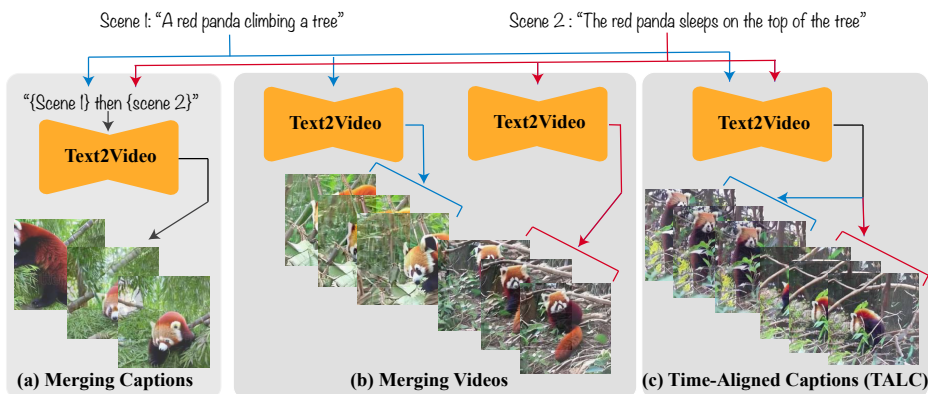 Scene 1: “A red panda climbing a tree”
Scene 2 : “The red panda sleeps on the top of the tree”
“{Scene 1} then {scene 2}”
Text2Video
Text2Video
Text2Video
Text2Video
(a) Merging Captions
(b) Merging Videos
(c) Time-Aligned Captions (TALC)